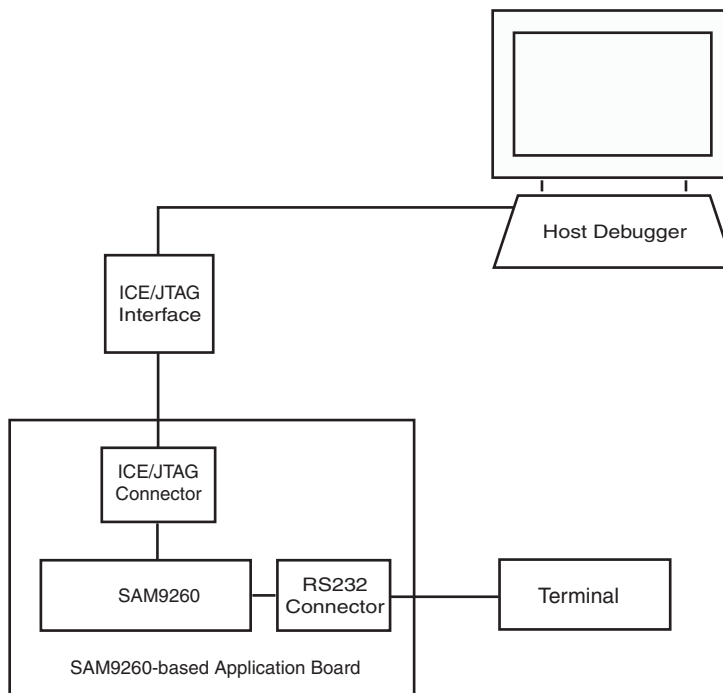 Host Debugger
ICE/JTAG
Interface
ICE/JTAG
Connector
SAM9260
RS232
Connector
Terminal
SAM9260-based Application Board